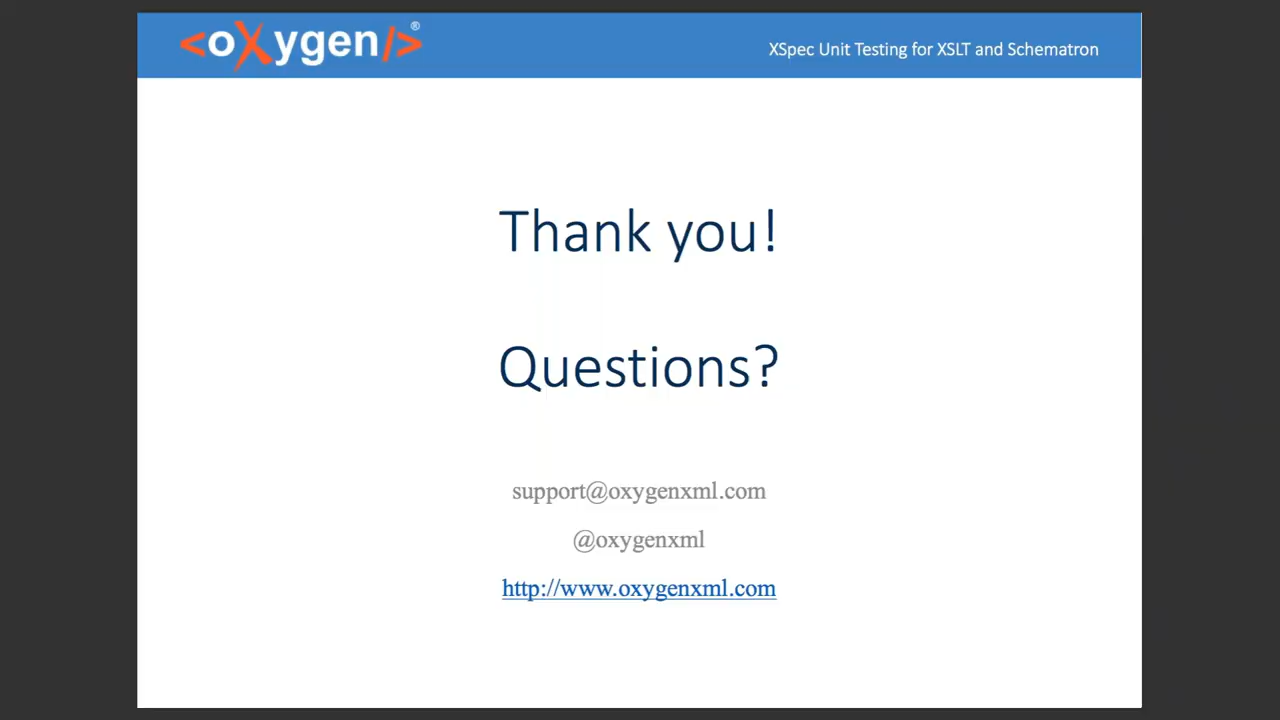 <oXygen/>®
XSpec Unit Testing for XSLT and Schematron
Thank you!
Questions?
support@oxygenxml.com
@oxygenxml
http://www.oxygenxml.com